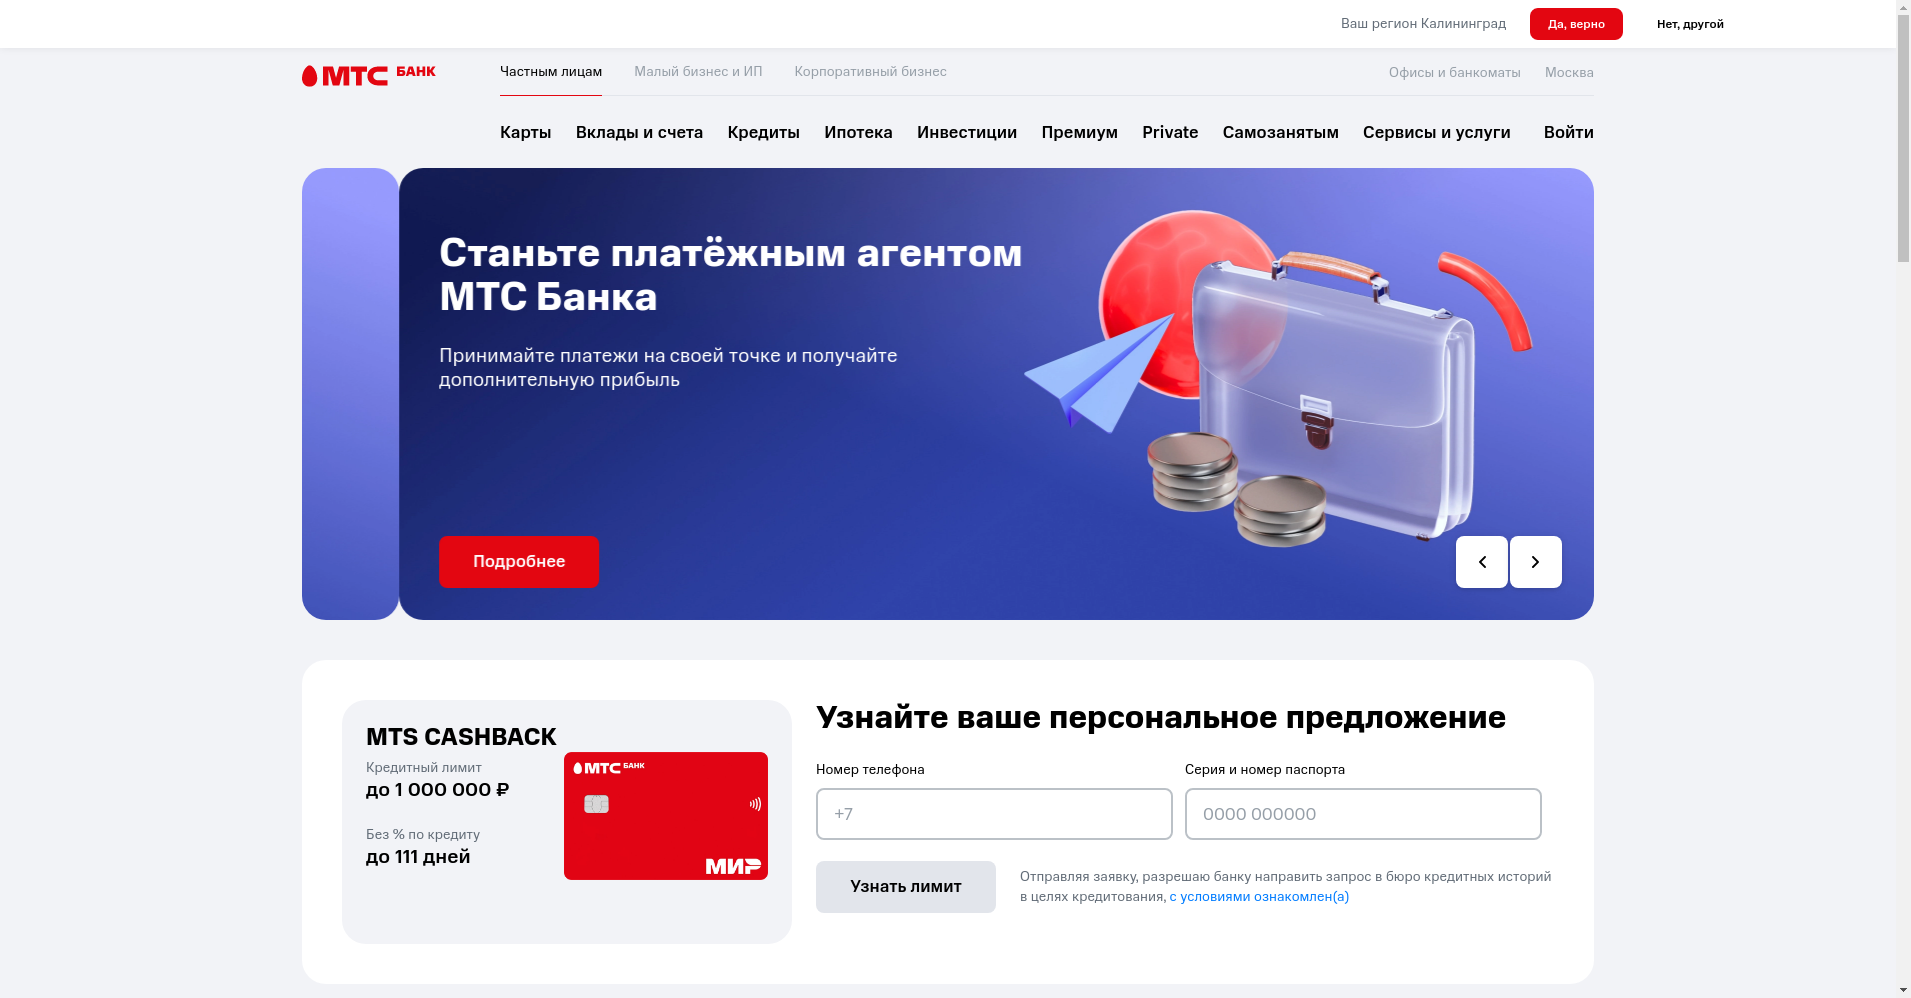 Ваш регион Калининград
Да, верно
Нет, другой
МТС БАНК
Частным лицам
Малый бизнес и ИП
Корпоративный бизнес
Офисы и банкоматы
Москва
Карты
Вклады и счета
Кредиты
Ипотека
Инвестиции
Премиум
Private
Самозанятым
Сервисы и услуги
Войти
Станьте платёжным агентом
МТС Банка
Принимайте платежи на своей точке и получайте
дополнительную прибыль
Подробнее
MTS CASHBACK
Кредитный лимит
до 1 000 000 ₽
Без % по кредиту
до 111 дней
МТС БАНК
МИР
Узнайте ваше персональное предложение
Номер телефона
+7
Серия и номер паспорта
0000 000000
Узнать лимит
Отправляя заявку, разрешаю банку направить запрос в бюро кредитных историй
в целях кредитования, с условиями ознакомлен(а)